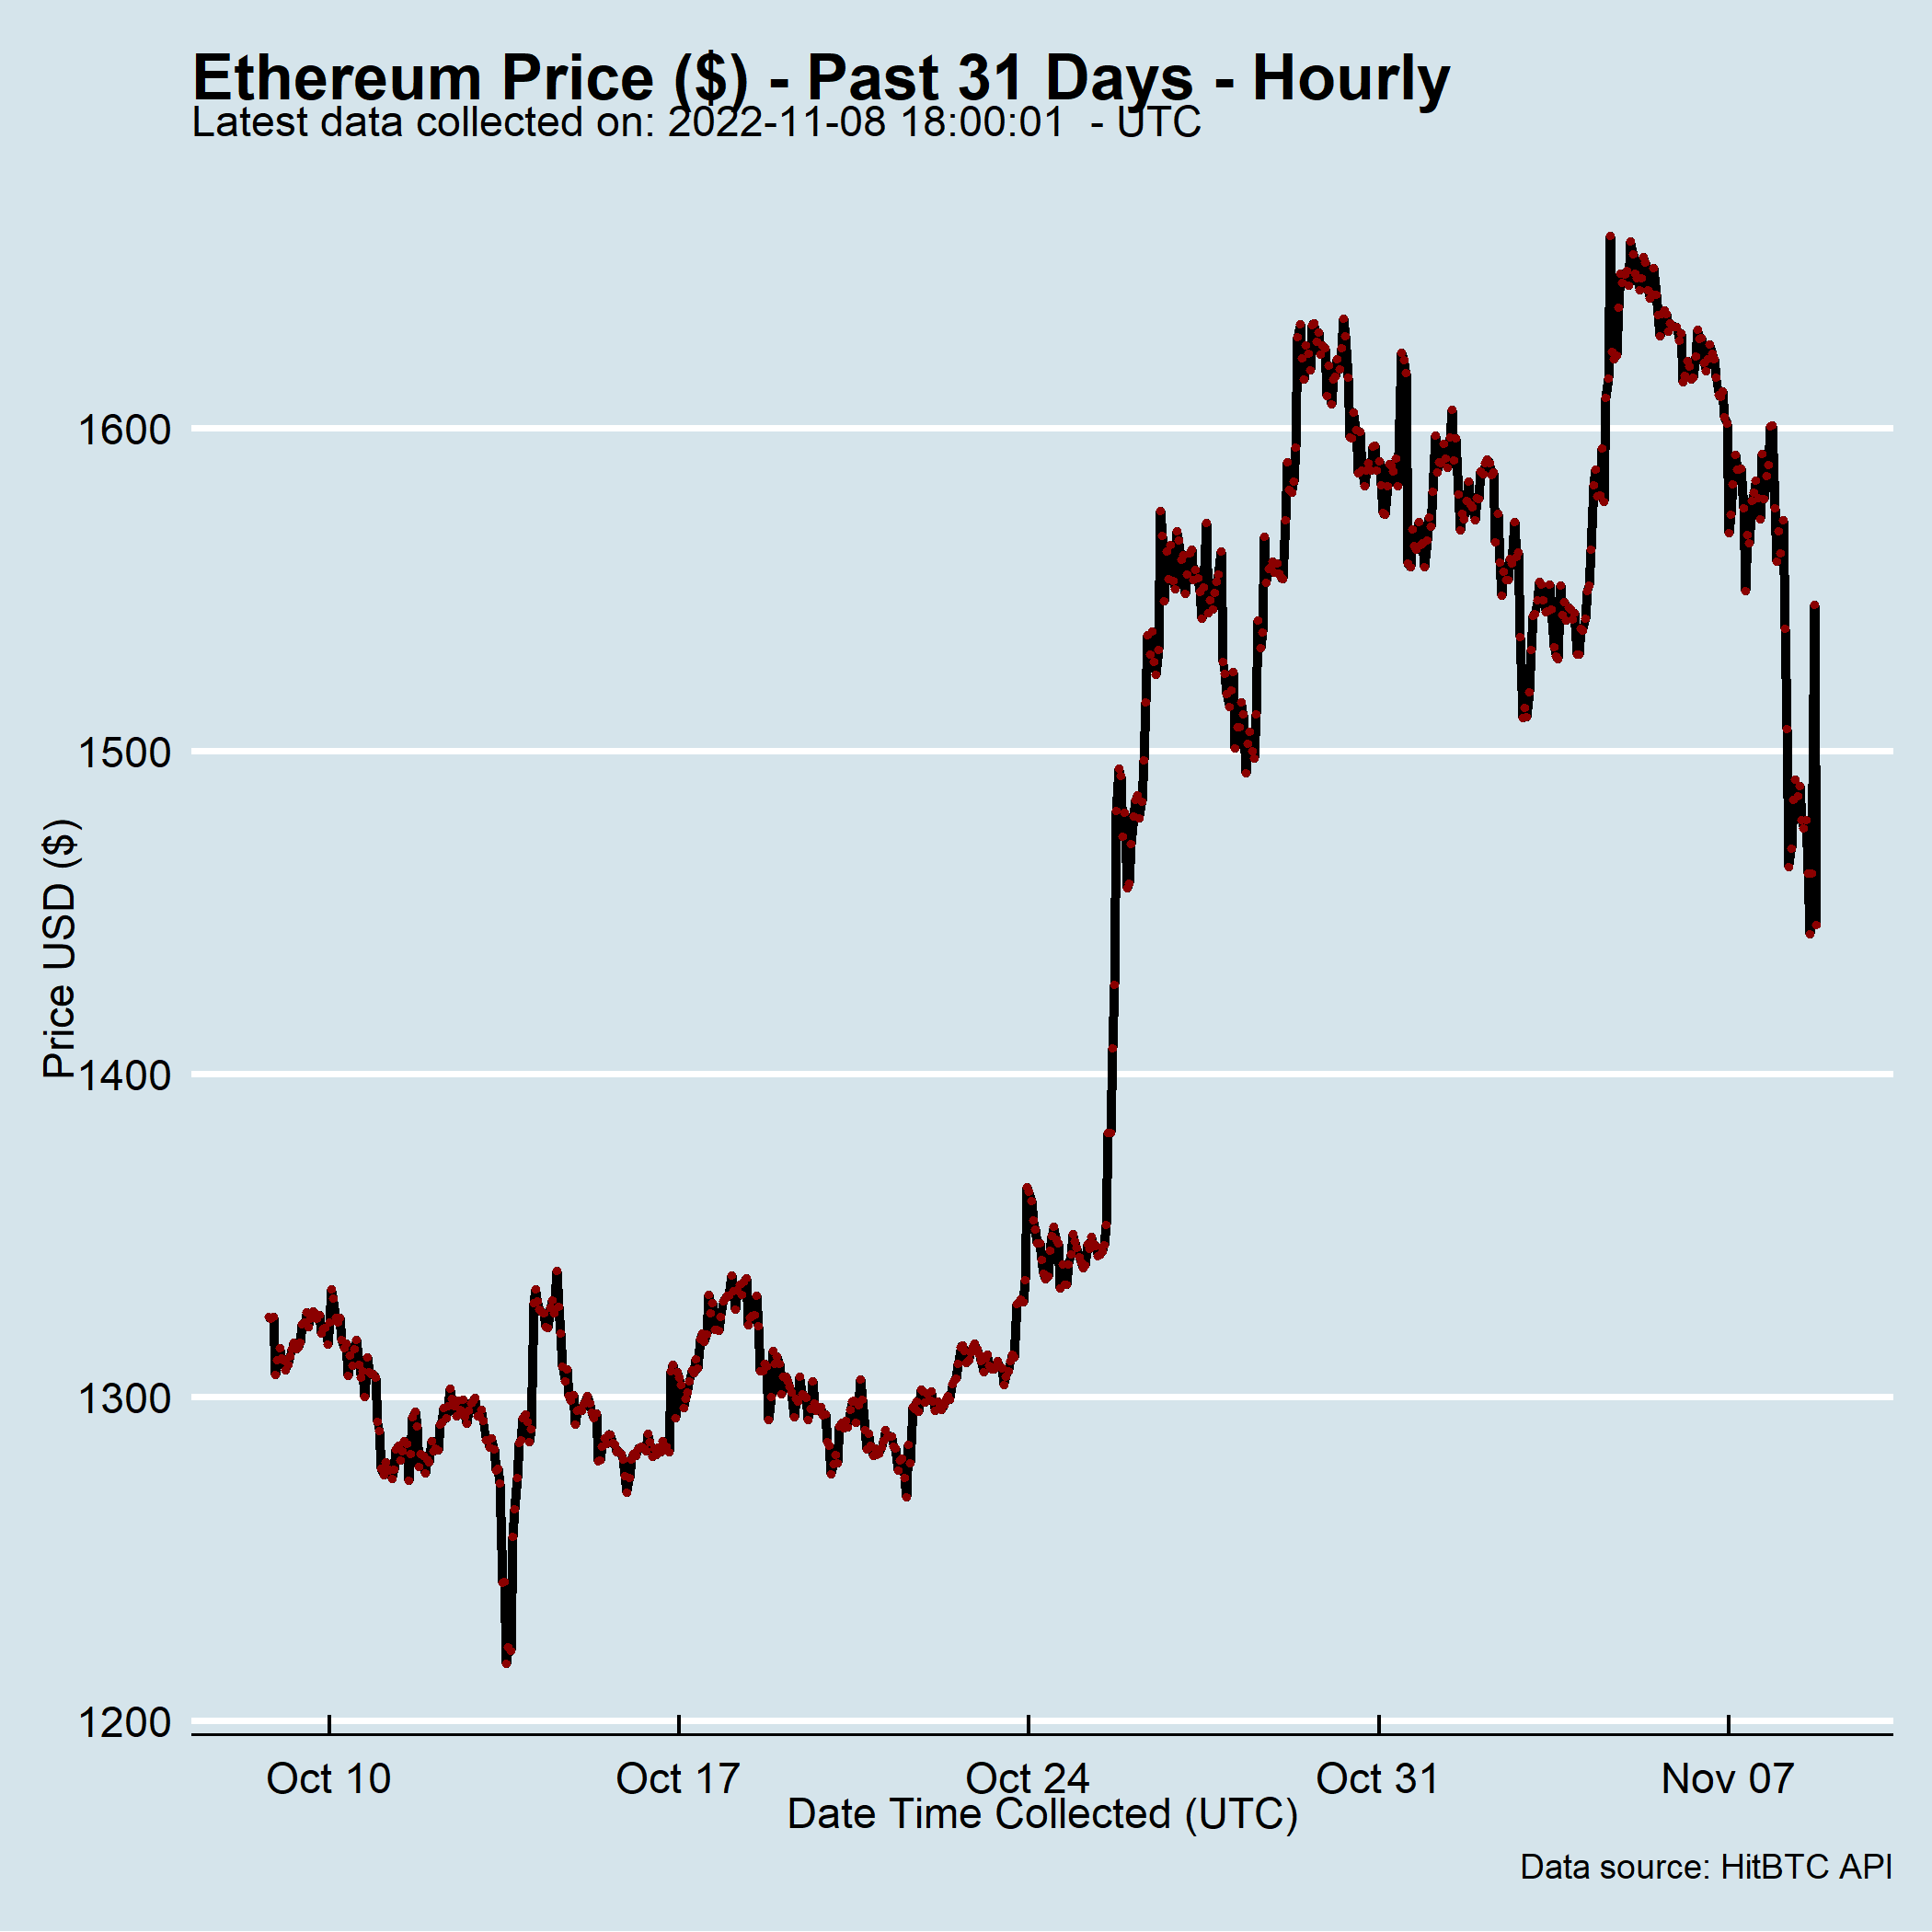 Ethereum Price ($) - Past 31 Days - Hourly
Latest data collected on: 2022-11-08 18:00:01  - UTC
1600
1500
1400
1300
1200
Price USD ($)
Oct 10
Oct 17
Oct 24
Oct 31
Nov 07
Date Time Collected (UTC)
Data source: HitBTC API